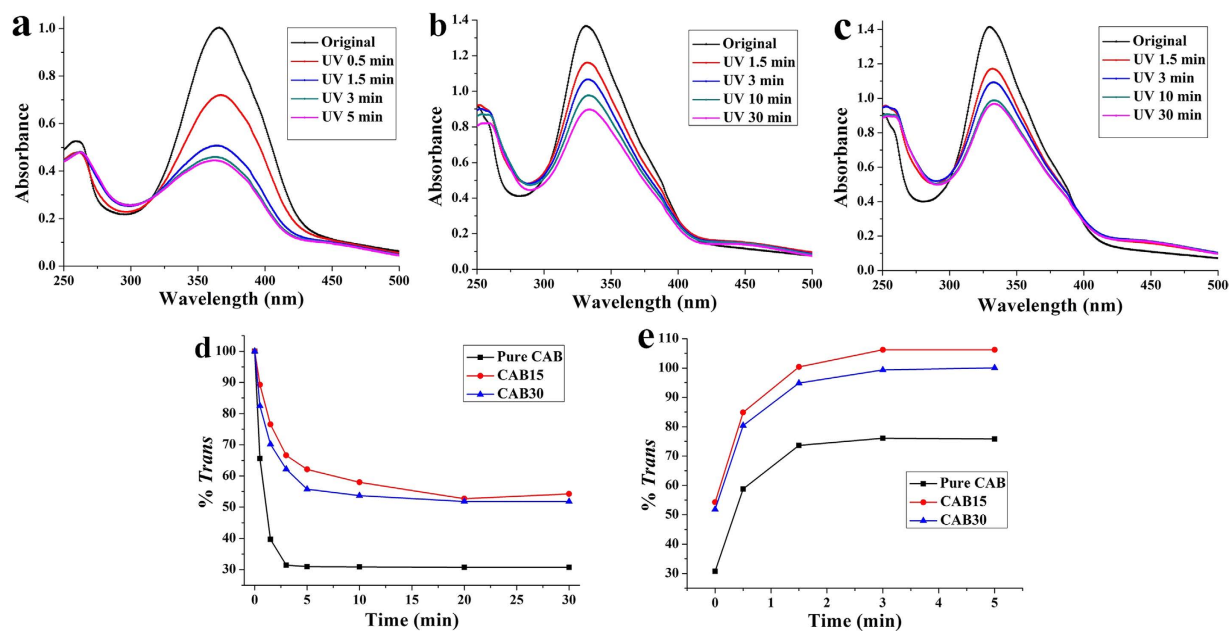 a
Absorbance
1.0
0.8
0.6
0.4
0.2
0.0
250 300 350 400 450 500
Wavelength (nm)
Original
UV 0.5 min
UV 1.5 min
UV 3 min
UV 5 min
b
1.4
1.2
1.0
0.8
0.6
0.4
0.2
0.0
250 300 350 400 450 500
Wavelength (nm)
Original
UV 1.5 min
UV 3 min
UV 10 min
UV 30 min
c
Absorbance
1.4
1.2
1.0
0.8
0.6
0.4
0.2
0.0
250 300 350 400 450 500
Wavelength (nm)
Original
UV 1.5 min
UV 3 min
UV 10 min
UV 30 min
d
% Trans
100
90
80
70
60
50
40
30
0 5 10 15 20 25 30
Time (min)
Pure CAB
CAB15
CAB30
e
% Trans
110
100
90
80
70
60
50
40
30
0 1 2 3 4 5
Time (min)
Pure CAB
CAB15
CAB30